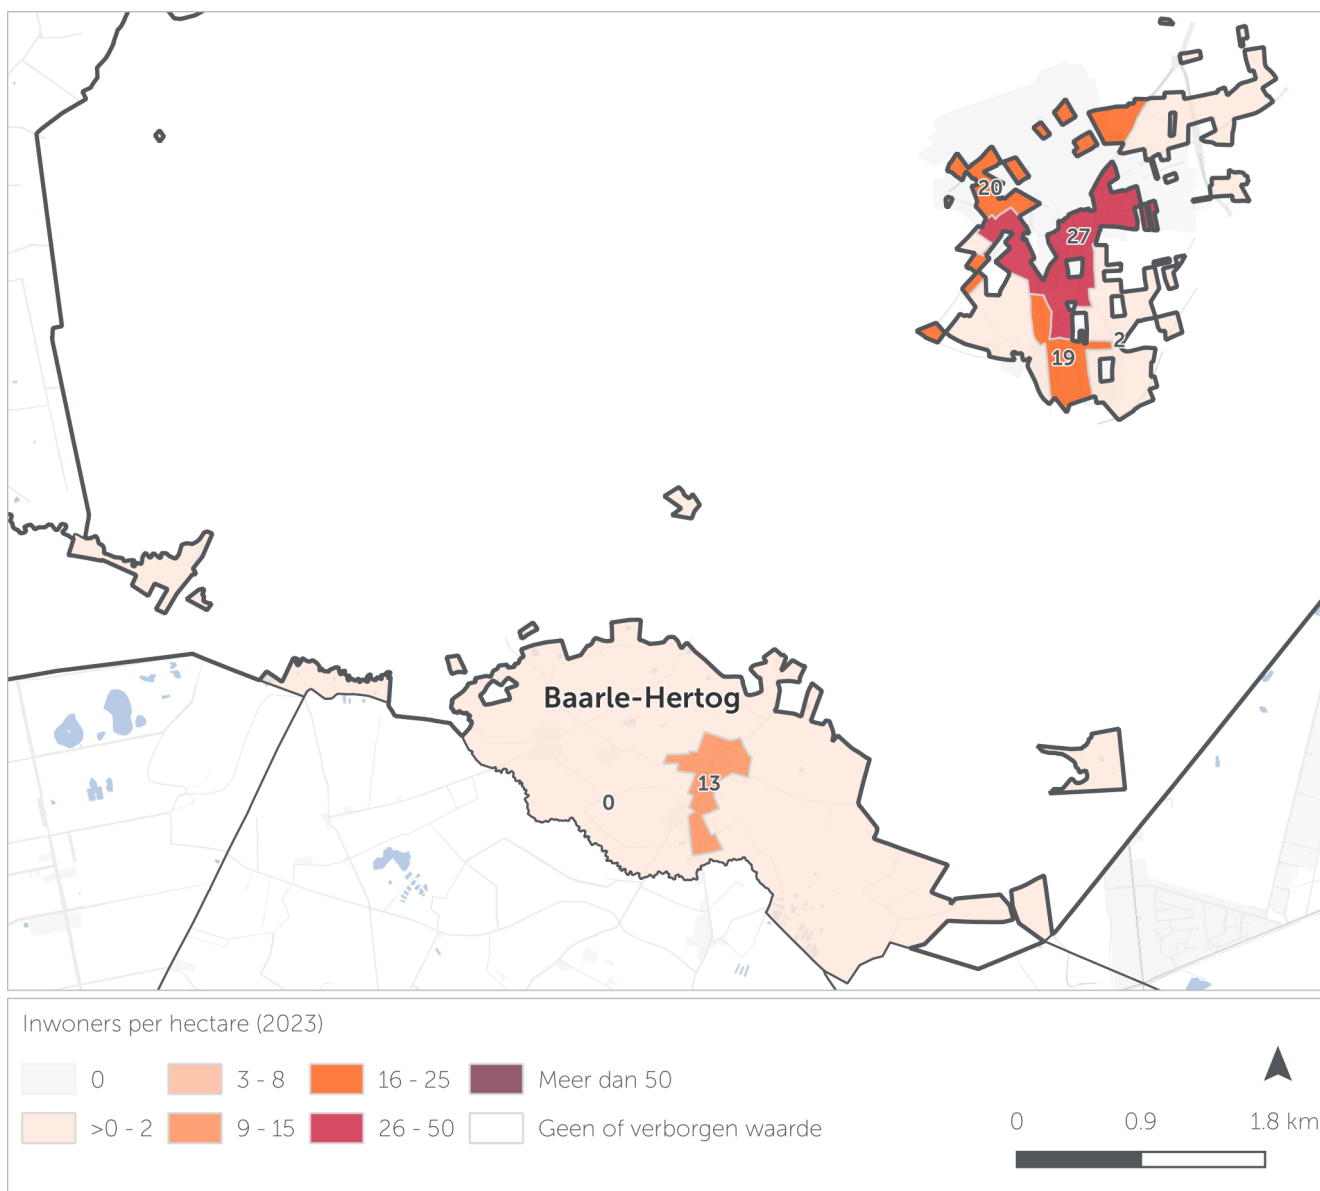 20
27
2
19
Baarle-Hertog
13
0
Inwoners per hectare (2023)
0 3 - 8 16 - 25 Meer dan 50
>0 - 2 9 - 15 26 - 50 Geen of verborgen waarde
0 0.9 1.8 km